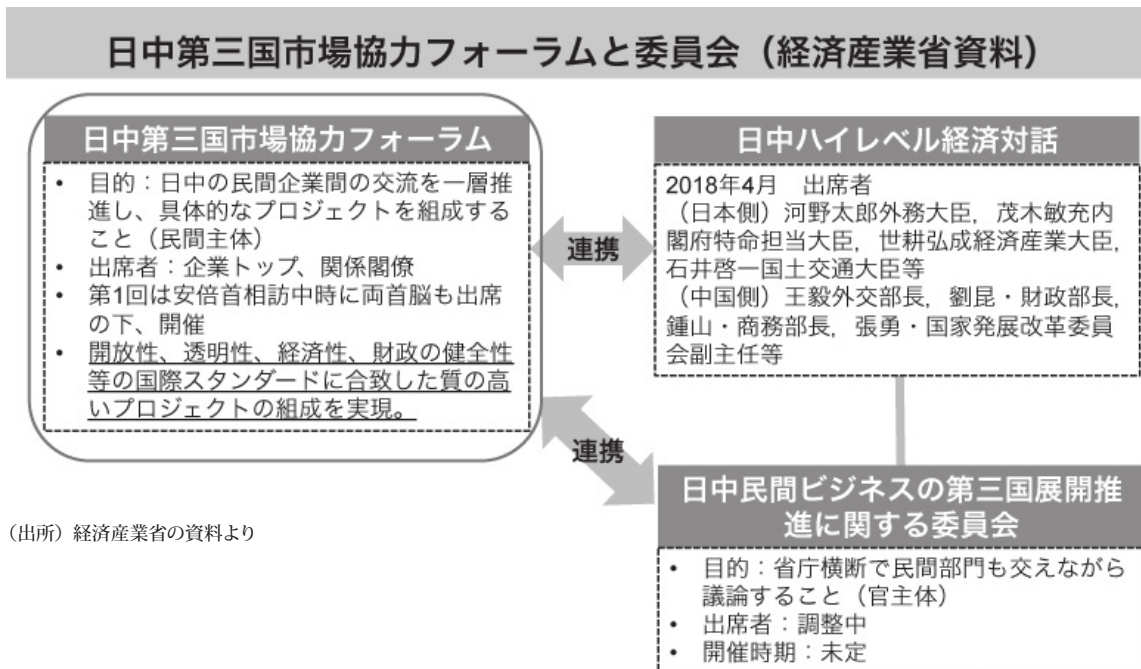 日中第三国市場協力フォーラムと委員会（経済産業省資料）
日中第三国市場協力フォーラム
• 目的：日中の民間企業間の交流を一層推
進し、具体的なプロジェクトを組成する
こと（民間主体）
• 出席者：企業トップ、関係閣僚
• 第1回は安倍首相訪中時に両首脳も出席
の下、開催
• 開放性、透明性、経済性、財政の健全性
等の国際スタンダードに合致した質の高
いプロジェクトの組成を実現。
連携
日中ハイレベル経済対話
2018年4月　出席者
（日本側）河野太郎外務大臣，茂木敏充内
閣府特命担当大臣，世耕弘成経済産業大臣，
石井啓一国土交通大臣等
（中国側）王毅外交部長，劉昆・財政部長，
鍾山・商務部長，張勇・国家発展改革委員
会副主任等
連携
日中民間ビジネスの第三国展開推
進に関する委員会
• 目的：省庁横断で民間部門も交えながら
議論すること（官主体）
• 出席者：調整中
• 開催時期：未定
（出所）経済産業省の資料より